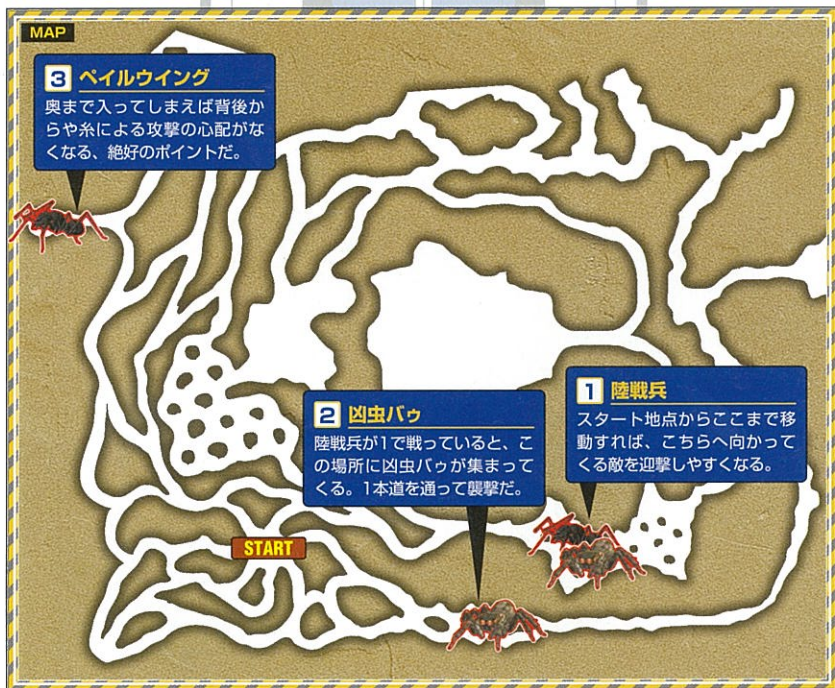 MAP
3 ペイルウイング
奥まで入ってしまえば背後か
らや糸による攻撃の心配がな
くなる、絶好のポイントだ。
2 凶虫バゥ
陸戦兵が1で戦っていると、こ
の場所に凶虫バゥが集まって
くる。1本道を通って襲撃だ。
1 陸戦兵
スタート地点からここまで移
動すれば、こちらへ向かって
くる敵を迎撃しやすくなる。
START